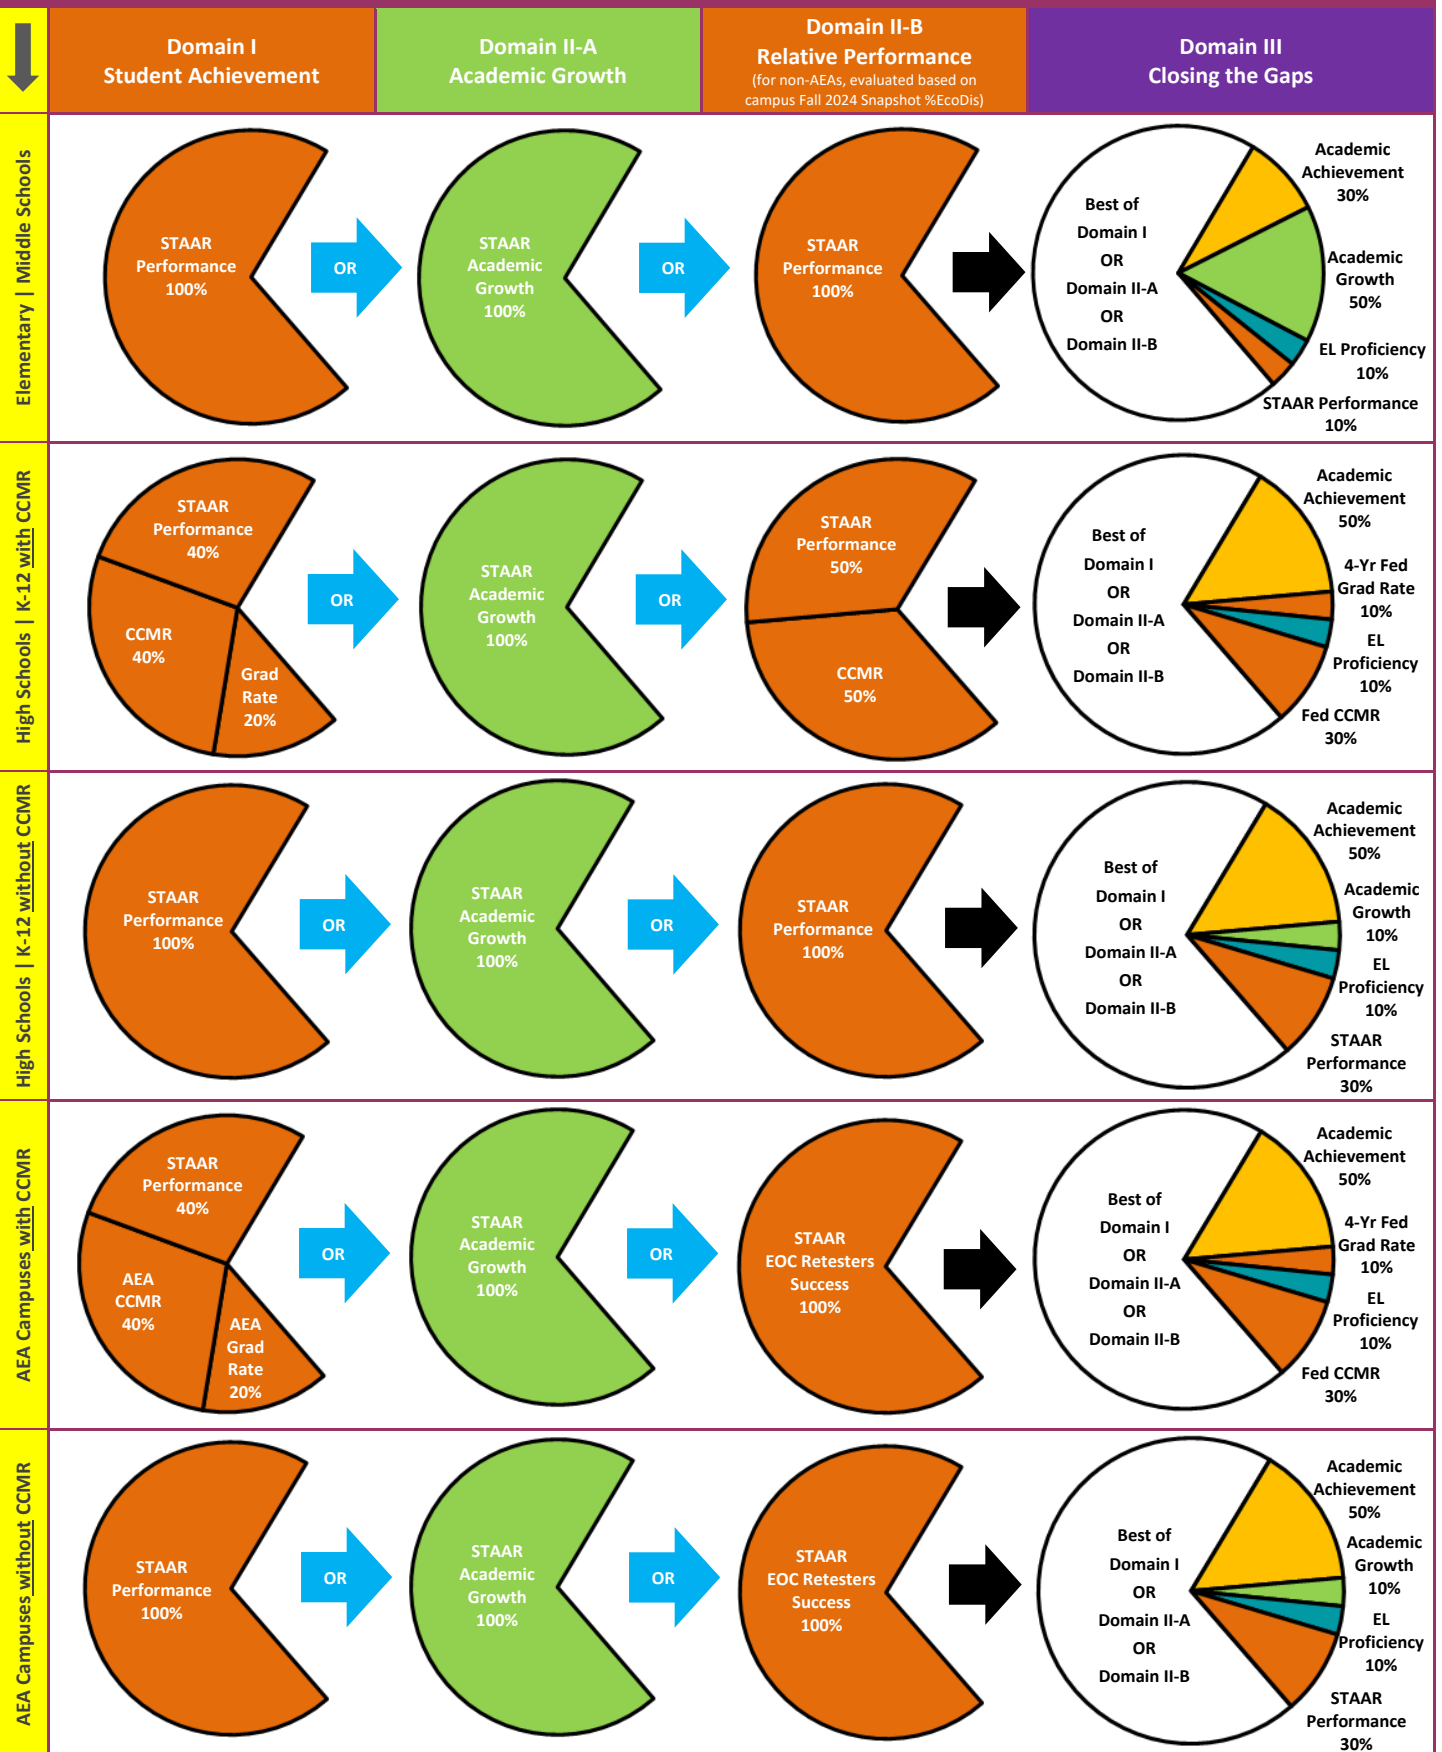 Domain I
Student Achievement
Domain II-A
Academic Growth
Domain II-B
Relative Performance
(for non-AEAs, evaluated based on
campus Fall 2024 Snapshot %EcoDis)
Domain III
Closing the Gaps
Elementary | Middle Schools
STAAR
Performance
100%
OR
STAAR
Academic
Growth
100%
OR
STAAR
Performance
100%
Best of
Domain I
OR
Domain II-A
OR
Domain II-B
Academic
Achievement
30%
Academic
Growth
50%
EL Proficiency
10%
STAAR Performance
10%
High Schools | K-12 with CCMR
STAAR
Performance
40%
CCMR
40%
Grad
Rate
20%
OR
STAAR
Academic
Growth
100%
OR
STAAR
Performance
50%
CCMR
50%
Best of
Domain I
OR
Domain II-A
OR
Domain II-B
Academic
Achievement
50%
4-Yr Fed
Grad Rate
10%
EL
Proficiency
10%
Fed CCMR
30%
High Schools | K-12 without CCMR
STAAR
Performance
100%
OR
STAAR
Academic
Growth
100%
OR
STAAR
Performance
100%
Best of
Domain I
OR
Domain II-A
OR
Domain II-B
Academic
Achievement
50%
Academic
Growth
10%
EL
Proficiency
10%
STAAR
Performance
30%
AEA Campuses with CCMR
STAAR
Performance
40%
AEA
CCMR
40%
AEA
Grad
Rate
20%
OR
STAAR
Academic
Growth
100%
OR
STAAR
EOC Retesters
Success
100%
Best of
Domain I
OR
Domain II-A
OR
Domain II-B
Academic
Achievement
50%
4-Yr Fed
Grad Rate
10%
EL
Proficiency
10%
Fed CCMR
30%
AEA Campuses without CCMR
STAAR
Performance
100%
OR
STAAR
Academic
Growth
100%
OR
STAAR
EOC Retesters
Success
100%
Best of
Domain I
OR
Domain II-A
OR
Domain II-B
Academic
Achievement
50%
Academic
Growth
10%
EL
Proficiency
10%
STAAR
Performance
30%